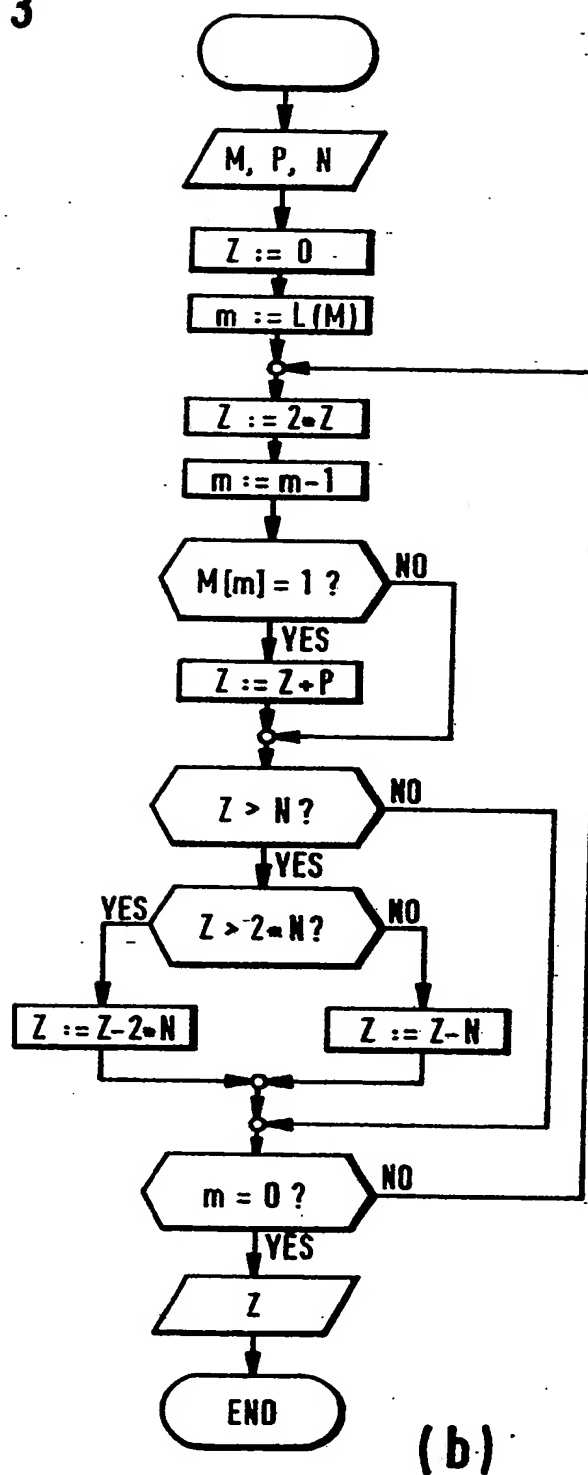 3
M, P, N
Z := 0
m := L(M)
Z := 2*Z
m := m-1
M[m] = 1 ?
NO
YES
Z := Z+P
Z > N ?
NO
YES
Z > 2*N ?
YES
NO
Z := Z-2*N
Z := Z-N
m = 0 ?
NO
YES
Z
END
(b)